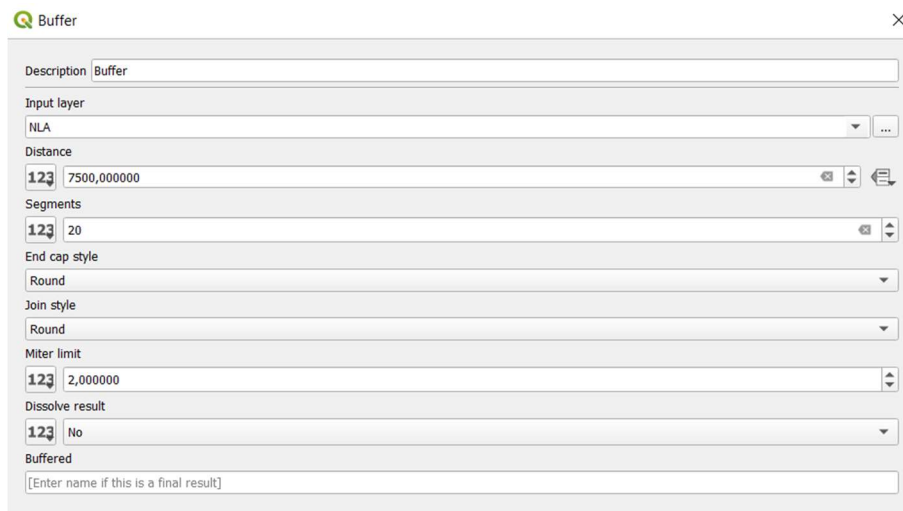 Buffer
Description Buffer
Input layer
NLA
...
Distance
123 7500,000000
Segments
123 20
End cap style
Round
Join style
Round
Miter limit
123 2,000000
Dissolve result
123 No
Buffered
[Enter name if this is a final result]